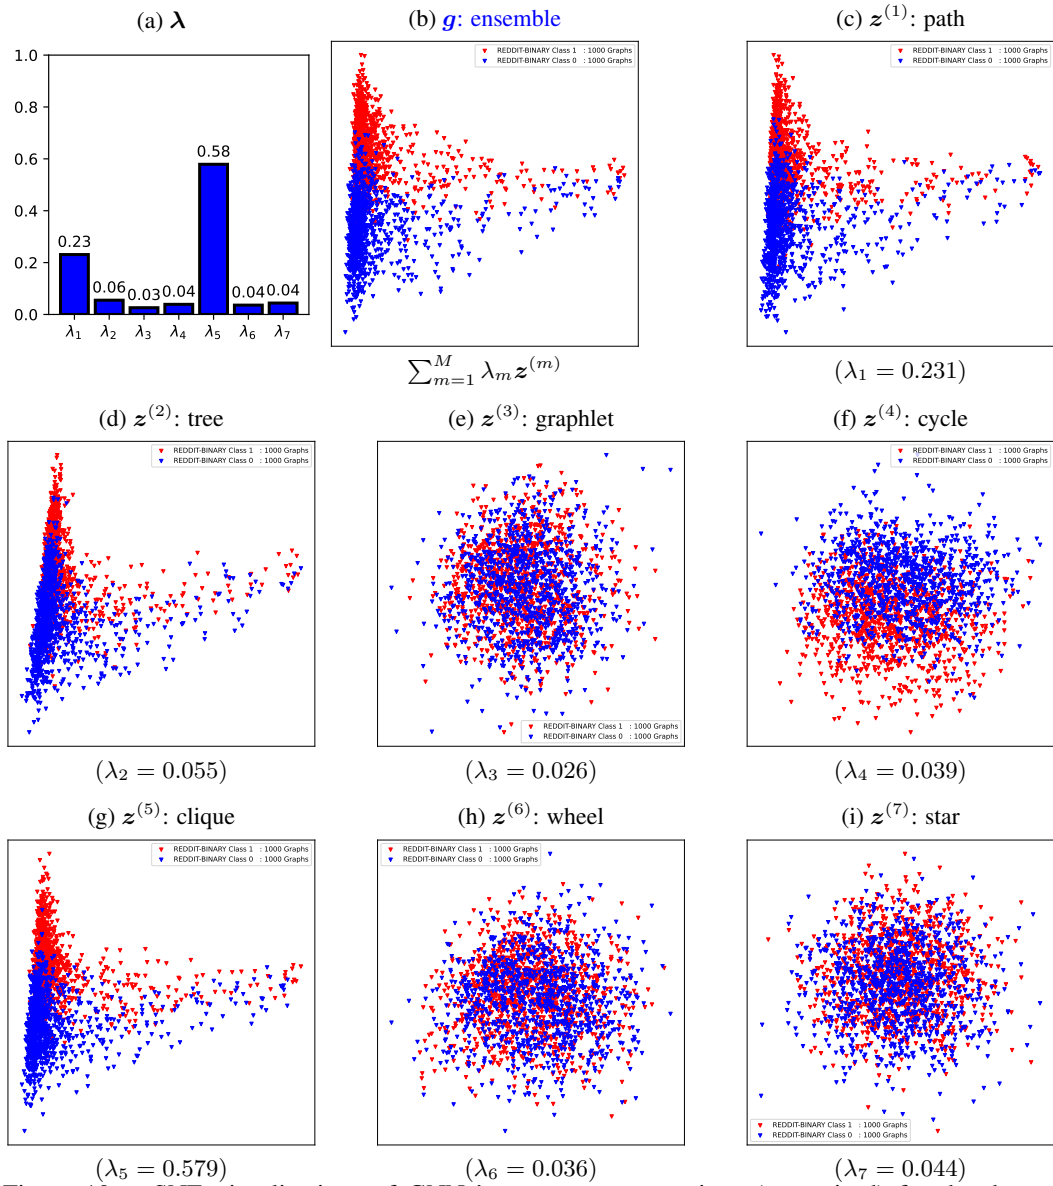 (a) λ
1.0
0.8
0.6
0.4
0.2
0.0
0.23
0.06
0.03
0.04
0.58
0.04
0.04
λ₁ λ₂ λ₃ λ₄ λ₅ λ₆ λ₇
(b) g: ensemble
REDDIT-BINARY Class 1 : 1000 Graphs
REDDIT-BINARY Class 0 : 1000 Graphs
∑ᴹₘ₌₁ λₘz⁽ᵐ⁾
(c) z⁽¹⁾: path
REDDIT-BINARY Class 1 : 1000 Graphs
REDDIT-BINARY Class 0 : 1000 Graphs
(λ₁ = 0.231)
(d) z⁽²⁾: tree
REDDIT-BINARY Class 1 : 1000 Graphs
REDDIT-BINARY Class 0 : 1000 Graphs
(λ₂ = 0.055)
(e) z⁽³⁾: graphlet
REDDIT-BINARY Class 1 : 1000 Graphs
REDDIT-BINARY Class 0 : 1000 Graphs
(λ₃ = 0.026)
(f) z⁽⁴⁾: cycle
REDDIT-BINARY Class 1 : 1000 Graphs
REDDIT-BINARY Class 0 : 1000 Graphs
(λ₄ = 0.039)
(g) z⁽⁵⁾: clique
REDDIT-BINARY Class 1 : 1000 Graphs
REDDIT-BINARY Class 0 : 1000 Graphs
(λ₅ = 0.579)
(h) z⁽⁶⁾: wheel
REDDIT-BINARY Class 1 : 1000 Graphs
REDDIT-BINARY Class 0 : 1000 Graphs
(λ₆ = 0.036)
(i) z⁽⁷⁾: star
REDDIT-BINARY Class 1 : 1000 Graphs
REDDIT-BINARY Class 0 : 1000 Graphs
(λ₇ = 0.044)